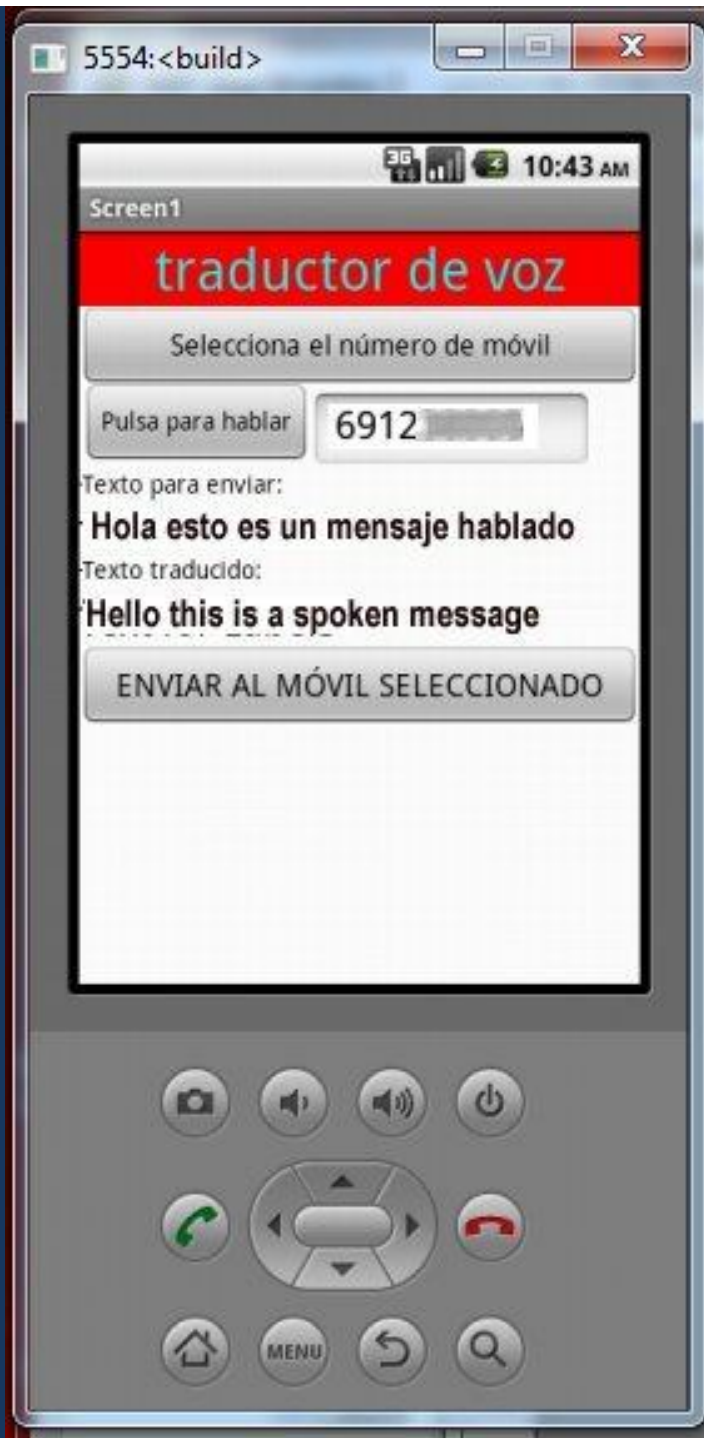 5554:<build>
3G 10:43 AM
Screen1
traductor de voz
Selecciona el número de móvil
Pulsa para hablar 6912
Texto para enviar:
Hola esto es un mensaje hablado
Texto traducido:
Hello this is a spoken message
ENVIAR AL MÓVIL SELECCIONADO
MENU